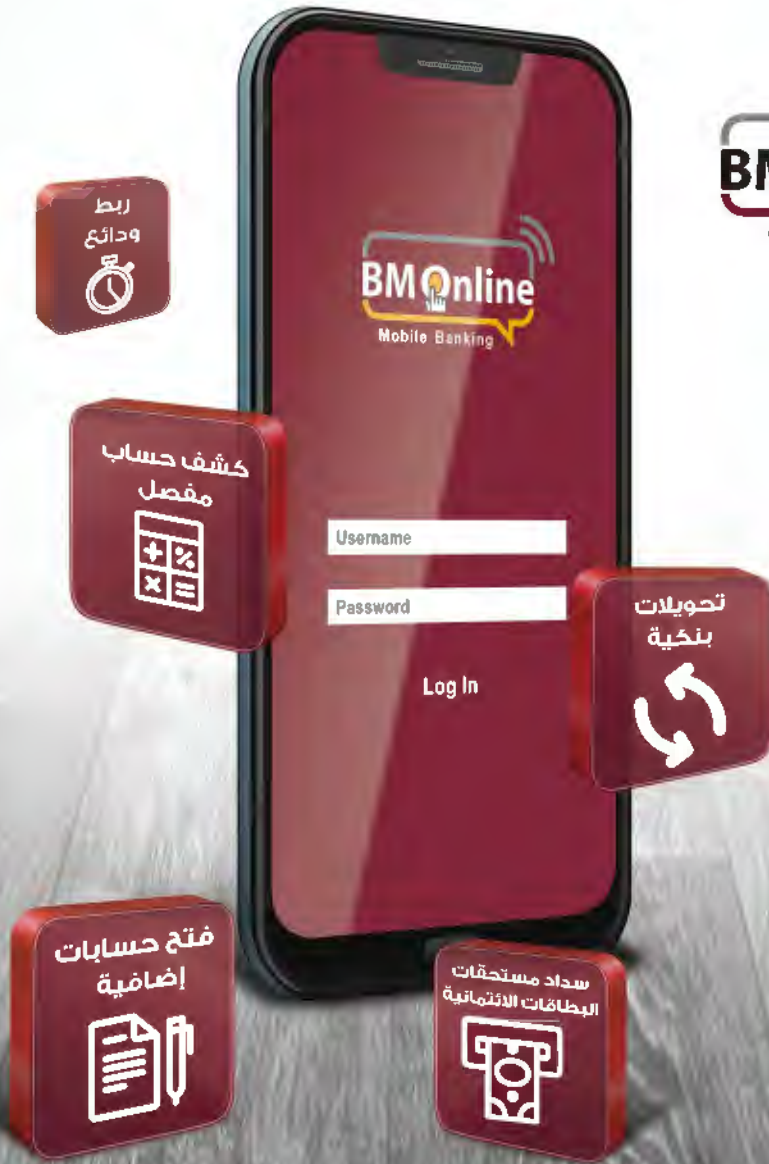 BM
ربط
ودائع
BM Online
Mobile Banking
كشف حساب
مفصل
Username
Password
Log In
تحويلات
بنكية
فتح حسابات
إضافية
سداد مستحقات
البطاقات الائتمانية